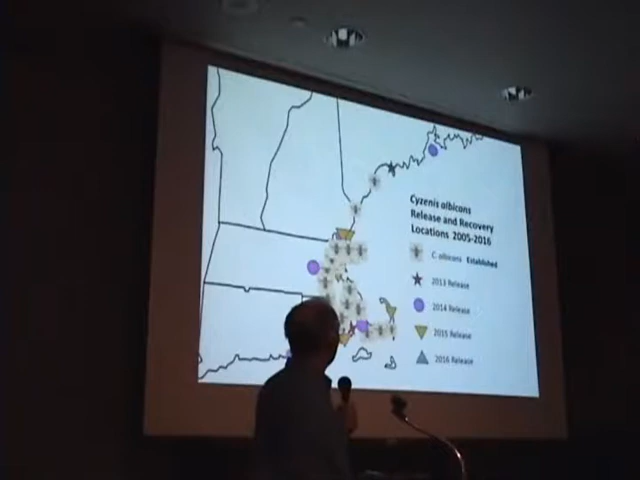 Cyzenis albicans
Release and Recovery
Locations 2005-2016
C. albicans Established
2013 Release
2014 Release
2015 Release
2016 Release